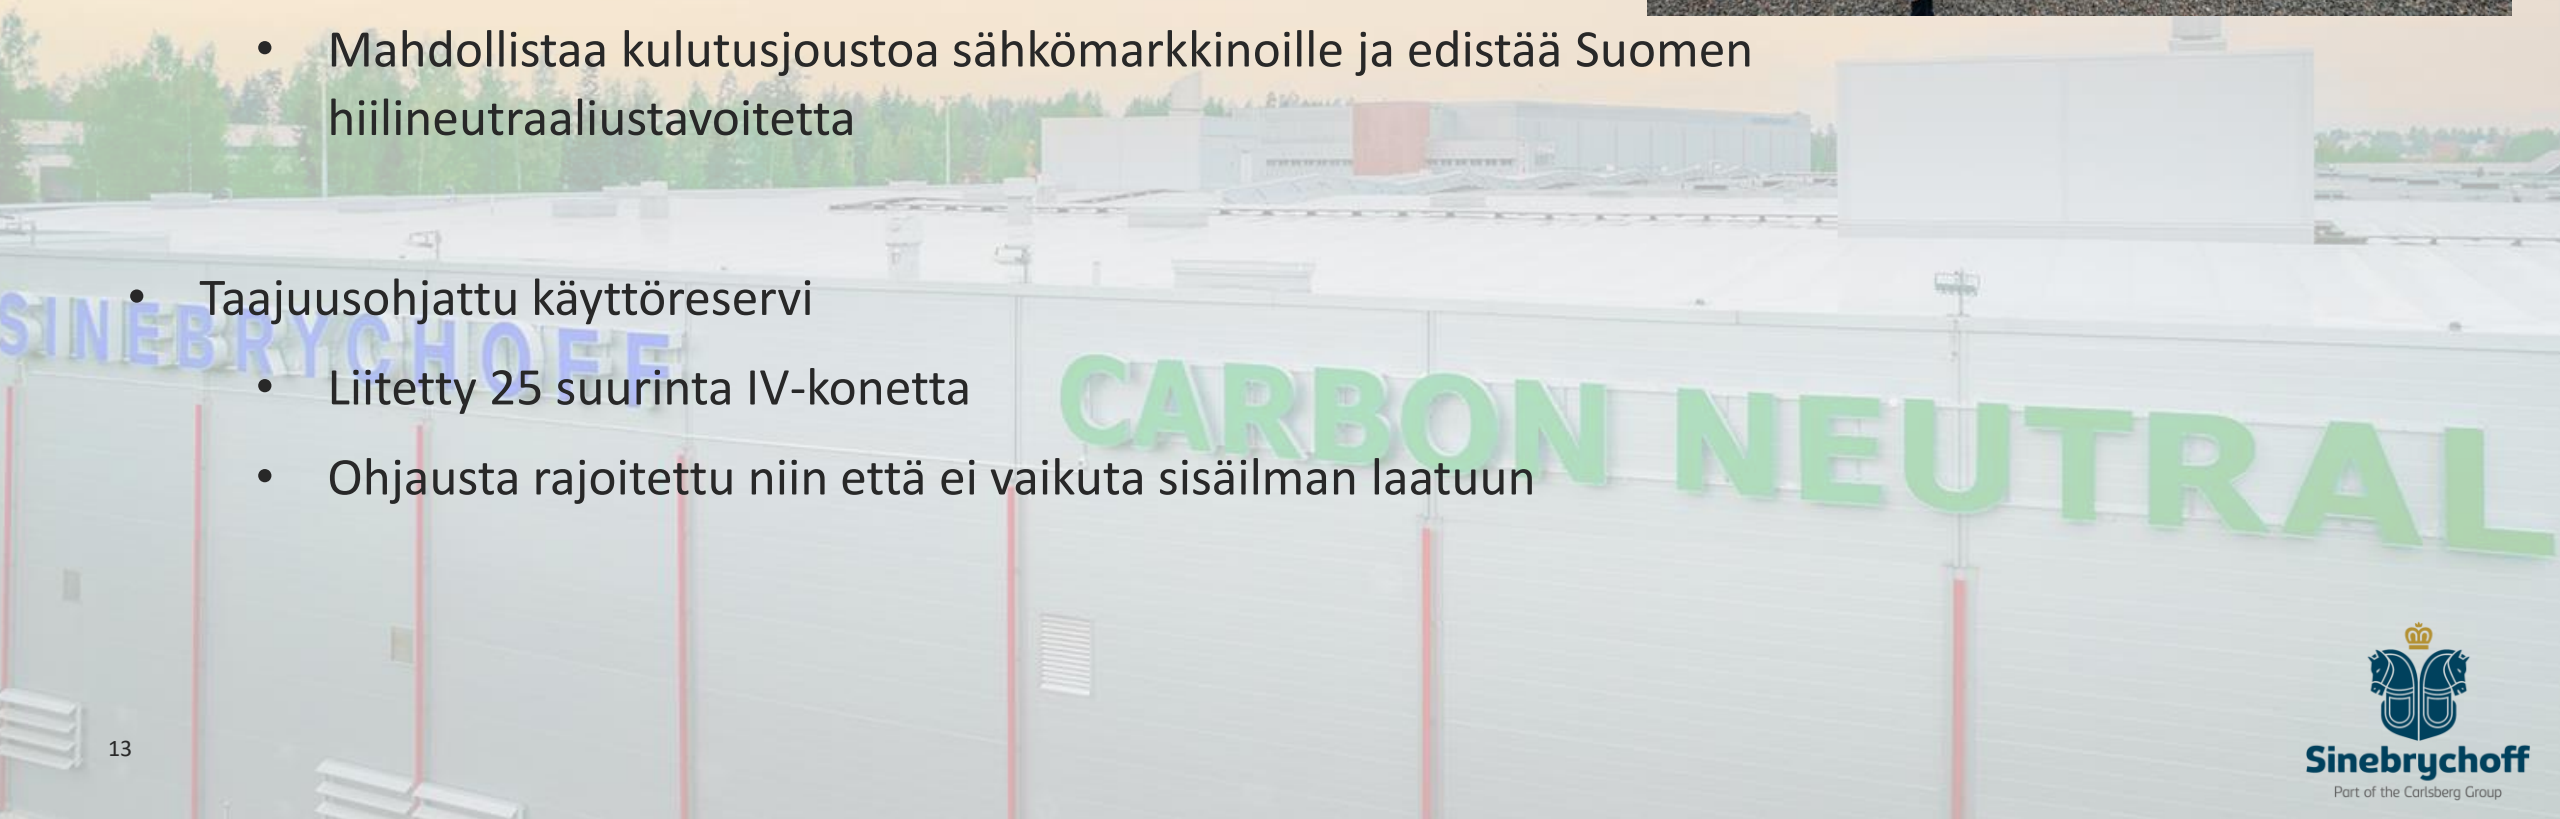 • Mahdollistaa kulutusjoustoa sähkömarkkinoille ja edistää Suomen
hiilineutraaliustavoitetta
• Taajuusohjattu käyttöreservi
SINEBRYCHOFF
• Liitetty 25 suurinta IV-konetta
CARBON NEUTRAL
• Ohjausta rajoitettu niin että ei vaikuta sisäilman laatuun
13
Sinebrychoff
Part of the Carlsberg Group